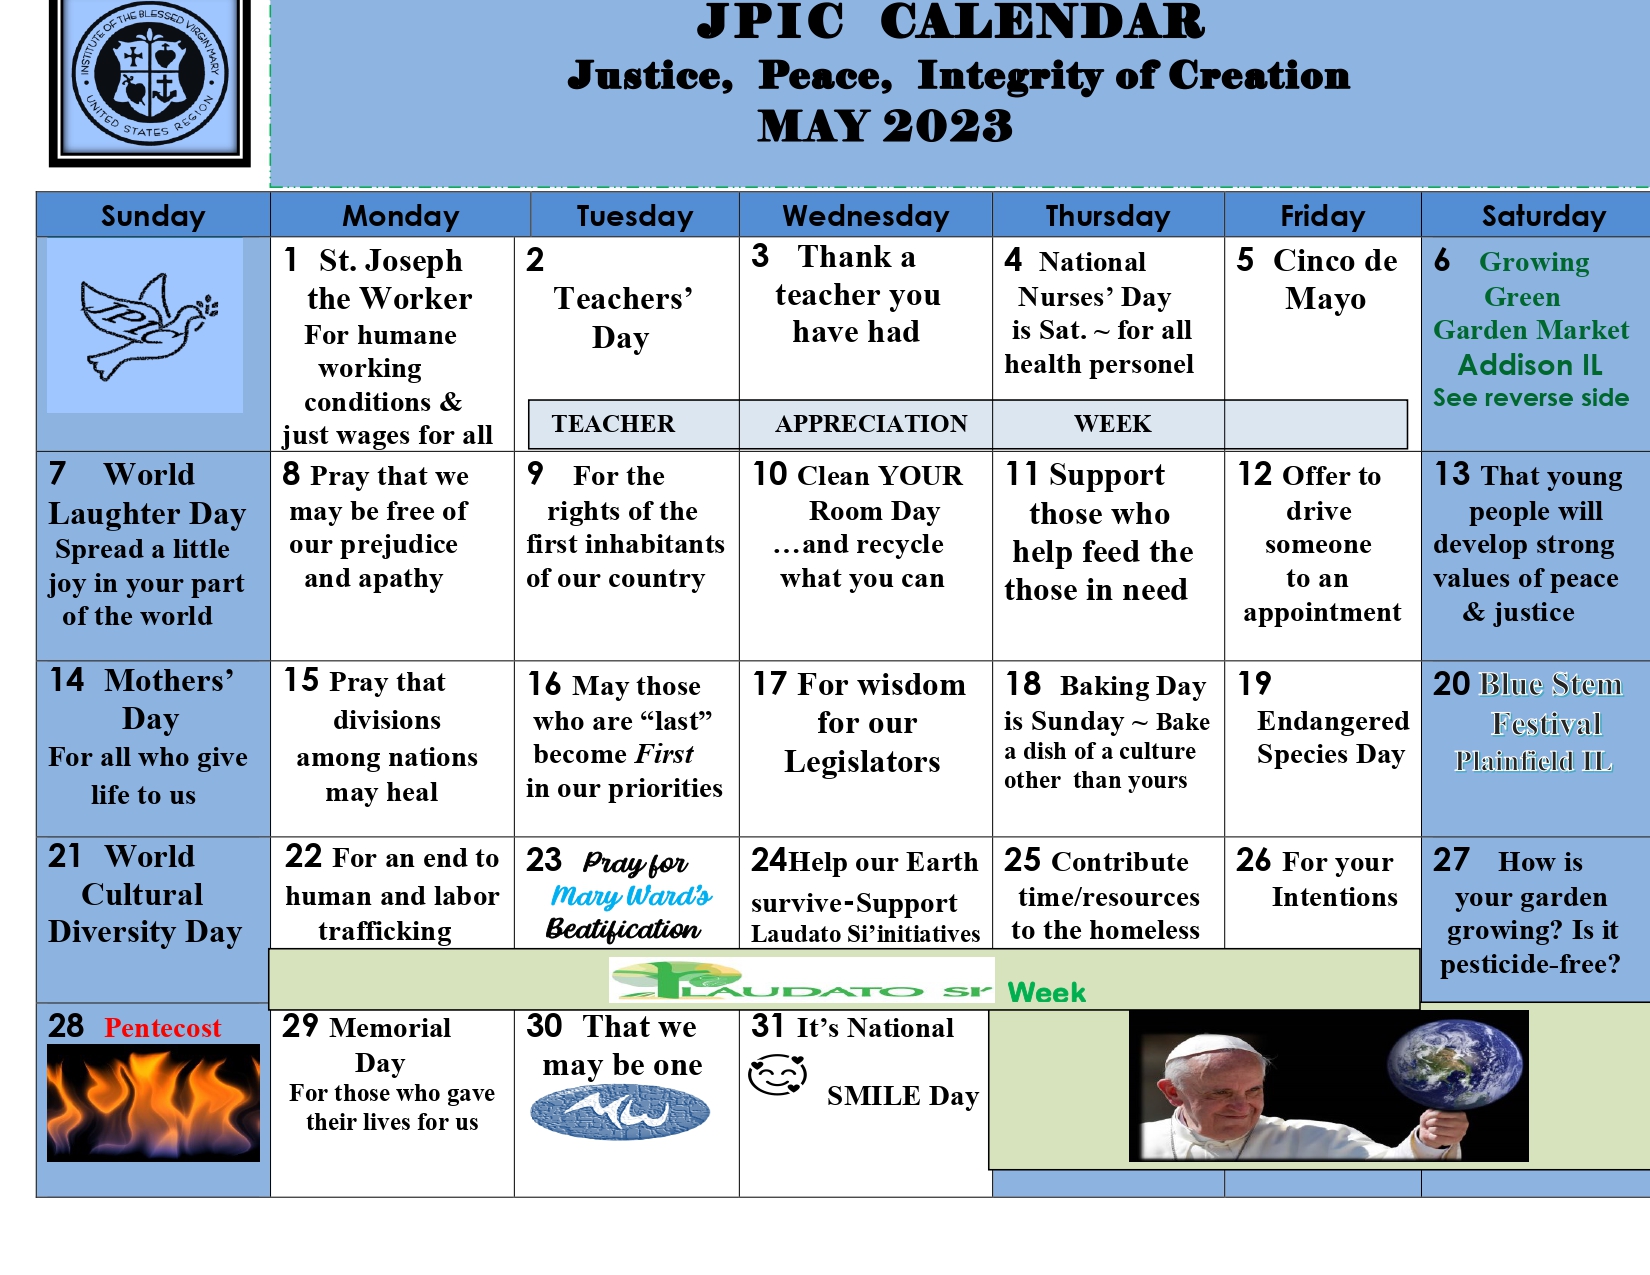 INSTITUTE OF THE BLESSED VIRGIN MARY
UNITED STATES REGION
JPIC CALENDAR
Justice, Peace, Integrity of Creation
MAY 2023
Sunday Monday Tuesday Wednesday Thursday Friday Saturday
JPIC
1 St. Joseph
the Worker
For humane
working
conditions &
just wages for all
2
Teachers’
Day
3 Thank a
teacher you
have had
4 National
Nurses’ Day
is Sat. ~ for all
health personel
5 Cinco de
Mayo
6 Growing
Green
Garden Market
Addison IL
See reverse side
TEACHER APPRECIATION WEEK
7 World
Laughter Day
Spread a little
joy in your part
of the world
8 Pray that we
may be free of
our prejudice
and apathy
9 For the
rights of the
first inhabitants
of our country
10 Clean YOUR
Room Day
…and recycle
what you can
11 Support
those who
help feed the
those in need
12 Offer to
drive
someone
to an
appointment
13 That young
people will
develop strong
values of peace
& justice
14 Mothers’
Day
For all who give
life to us
15 Pray that
divisions
among nations
may heal
16 May those
who are “last”
become First
in our priorities
17 For wisdom
for our
Legislators
18 Baking Day
is Sunday ~ Bake
a dish of a culture
other than yours
19
Endangered
Species Day
20 Blue Stem
Festival
Plainfield IL
21 World
Cultural
Diversity Day
22 For an end to
human and labor
trafficking
23 Pray for
Mary Ward’s
Beatification
24Help our Earth
survive-Support
Laudato Si’initiatives
25 Contribute
time/resources
to the homeless
26 For your
Intentions
27 How is
your garden
growing? Is it
pesticide-free?
LAUDATO SI' Week
28 Pentecost
29 Memorial
Day
For those who gave
their lives for us
30 That we
may be one
MW
31 It’s National
SMILE Day